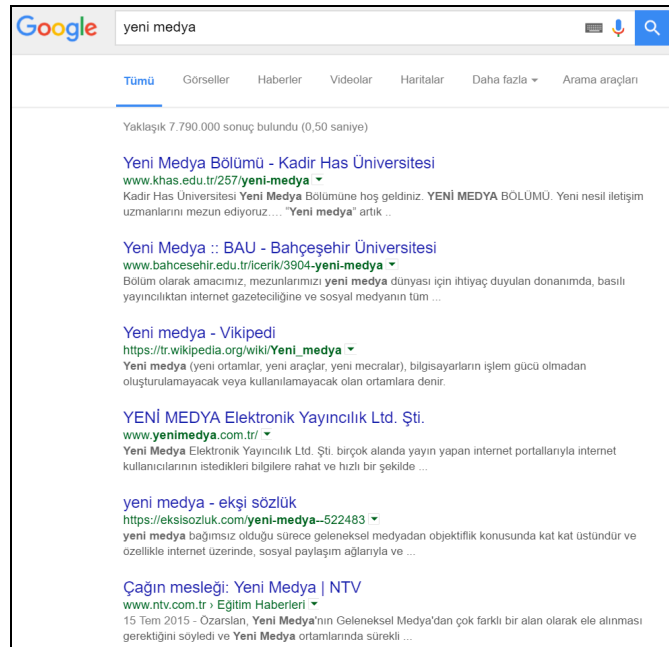 Google yeni medya
Tümü Görseller Haberler Videolar Haritalar Daha fazla Arama araçları
Yaklaşık 7.790.000 sonuç bulundu (0,50 saniye)
Yeni Medya Bölümü - Kadir Has Üniversitesi
www.khas.edu.tr/257/yeni-medya
Kadir Has Üniversitesi Yeni Medya Bölümüne hoş geldiniz. YENİ MEDYA BÖLÜMÜ. Yeni nesil iletişim
uzmanlarını mezun ediyoruz.... "Yeni medya" artık ..
Yeni Medya :: BAU - Bahçeşehir Üniversitesi
www.bahcesehir.edu.tr/icerik/3904-yeni-medya
Bölüm olarak amacımız, mezunlarımızı yeni medya dünyası için ihtiyaç duyulan donanımda, basılı
yayıncılıktan internet gazeteciliğine ve sosyal medyanın tüm ...
Yeni medya - Vikipedi
https://tr.wikipedia.org/wiki/Yeni_medya
Yeni medya (yeni ortamlar, yeni araçlar, yeni mecralar), bilgisayarların işlem gücü olmadan
oluşturulamayacak veya kullanılamayacak olan ortamlara denir.
YENİ MEDYA Elektronik Yayıncılık Ltd. Şti.
www.yenimedya.com.tr/
Yeni Medya Elektronik Yayıncılık Ltd. Şti. birçok alanda yayın yapan internet portallarıyla internet
kullanıcılarının istedikleri bilgilere rahat ve hızlı bir şekilde ...
yeni medya - ekşi sözlük
https://eksisozluk.com/yeni-medya--522483
yeni medya bağımsız olduğu sürece geleneksel medyadan objektiflik konusunda kat kat üstündür ve
özellikle internet üzerinde, sosyal paylaşım ağlarıyla ve ...
Çağın mesleği: Yeni Medya | NTV
www.ntv.com.tr › Eğitim Haberleri
15 Tem 2015 - Özarslan, Yeni Medya'nın Geleneksel Medya'dan çok farklı bir alan olarak ele alınması
gerektiğini söyledi ve Yeni Medya ortamlarında sürekli ...